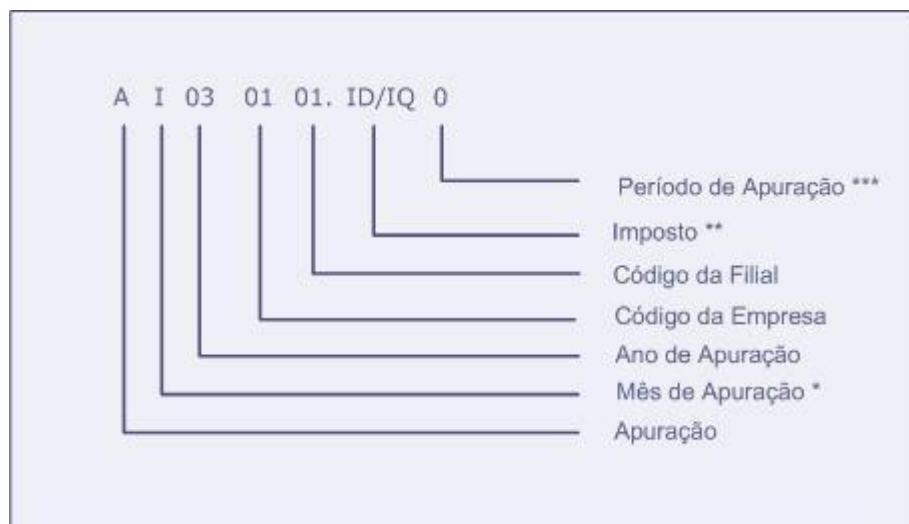 A I 03 01 01. ID/IQ 0
Período de Apuração ***
Imposto **
Código da Filial
Código da Empresa
Ano de Apuração
Mês de Apuração *
Apuração